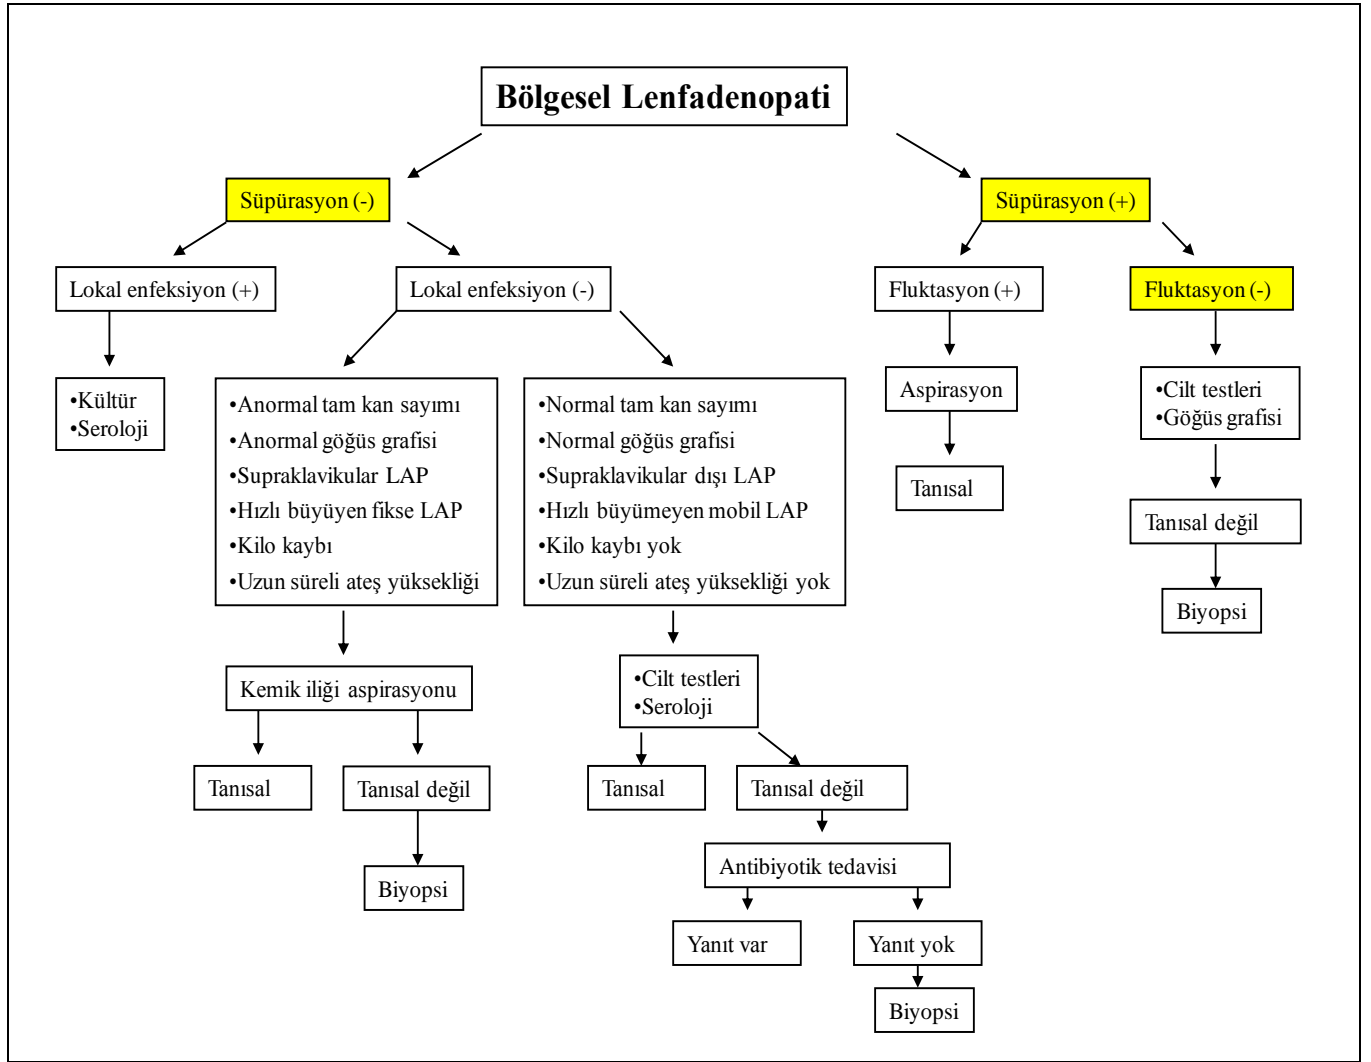 Bölgesel Lenfadenopati
Süpürasyon (-)
Süpürasyon (+)
Lokal enfeksiyon (+)
Lokal enfeksiyon (-)
Fluktasyon (+)
Fluktasyon (-)
•Kültür
•Seroloji
•Anormal tam kan sayımı
•Anormal göğüs grafisi
•Supraklavikular LAP
•Hızlı büyüyen fikse LAP
•Kilo kaybı
•Uzun süreli ateş yüksekliği
•Normal tam kan sayımı
•Normal göğüs grafisi
•Supraklavikular dışı LAP
•Hızlı büyümeyen mobil LAP
•Kilo kaybı yok
•Uzun süreli ateş yüksekliği yok
Aspirasyon
•Cilt testleri
•Göğüs grafisi
Tanısal
Tanısal değil
Biyopsi
Kemik iliği aspirasyonu
•Cilt testleri
•Seroloji
Tanısal
Tanısal değil
Tanısal
Tanısal değil
Biyopsi
Antibiyotik tedavisi
Yanıt var
Yanıt yok
Biyopsi